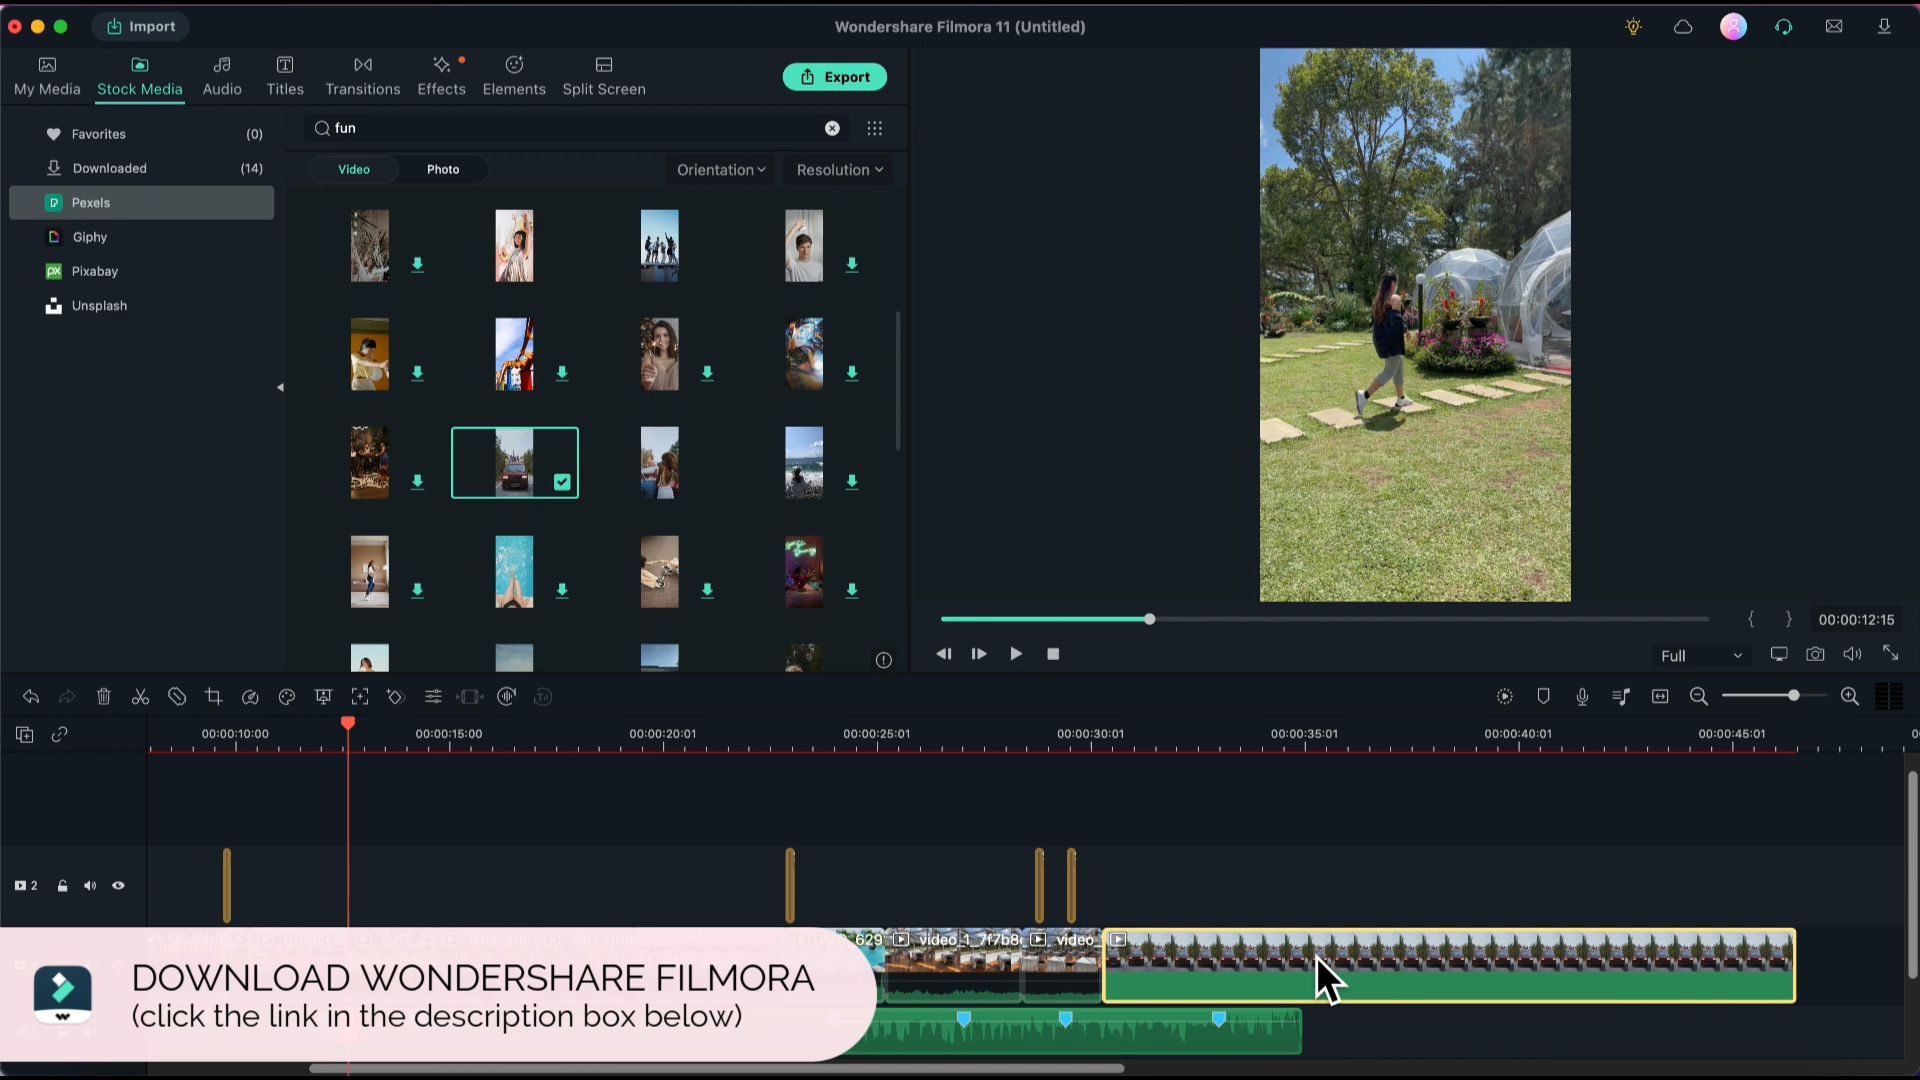 Import
Wondershare Filmora 11 (Untitled)
My Media
Stock Media
Audio
Titles
Transitions
Effects
Elements
Split Screen
Export
Favorites (0)
Downloaded (14)
Pexels
Giphy
Pixabay
Unsplash
fun
Video
Photo
Orientation
Resolution
00:00:12:15
Full
00:00:10:00
00:00:15:00
00:00:20:01
00:00:25:01
00:00:30:01
00:00:35:01
00:00:40:01
00:00:45:01
2
629
video_1_7f7b8
video_
DOWNLOAD WONDERSHARE FILMORA
(click the link in the description box below)